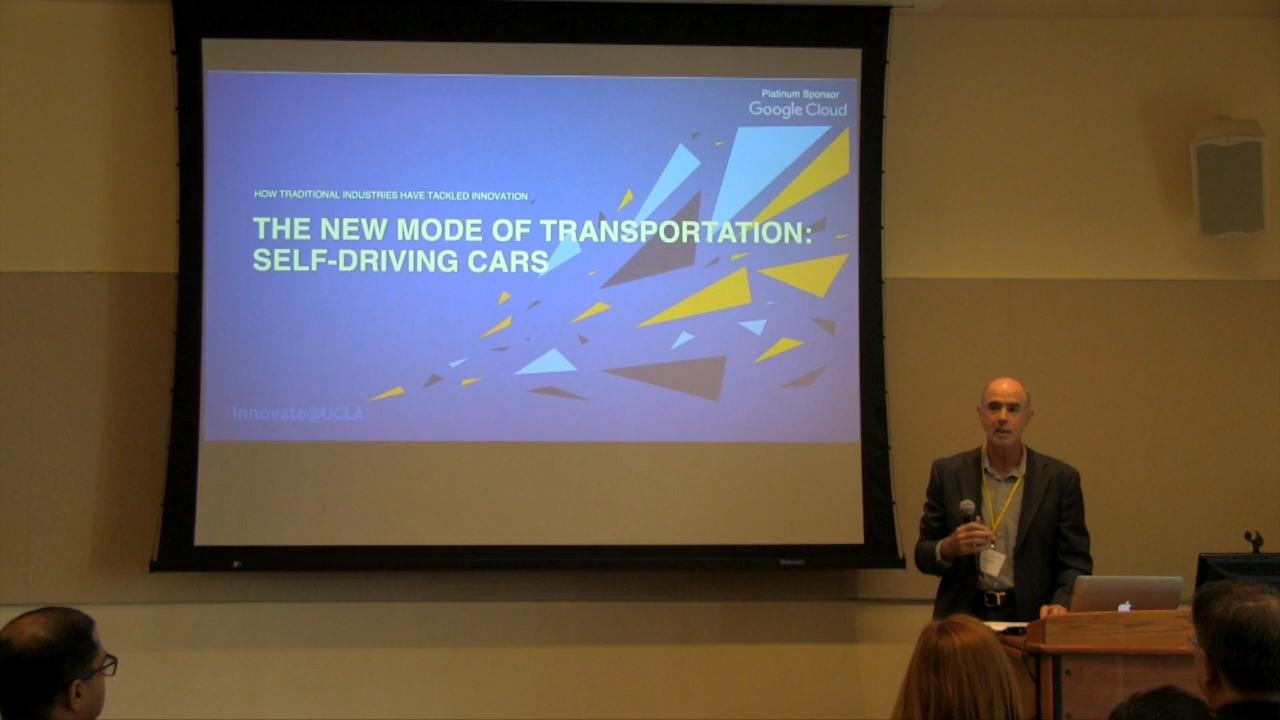 Platinum Sponsor
Google Cloud
HOW TRADITIONAL INDUSTRIES HAVE TACKLED INNOVATION
THE NEW MODE OF TRANSPORTATION:
SELF-DRIVING CARS
Innovate@UCLA